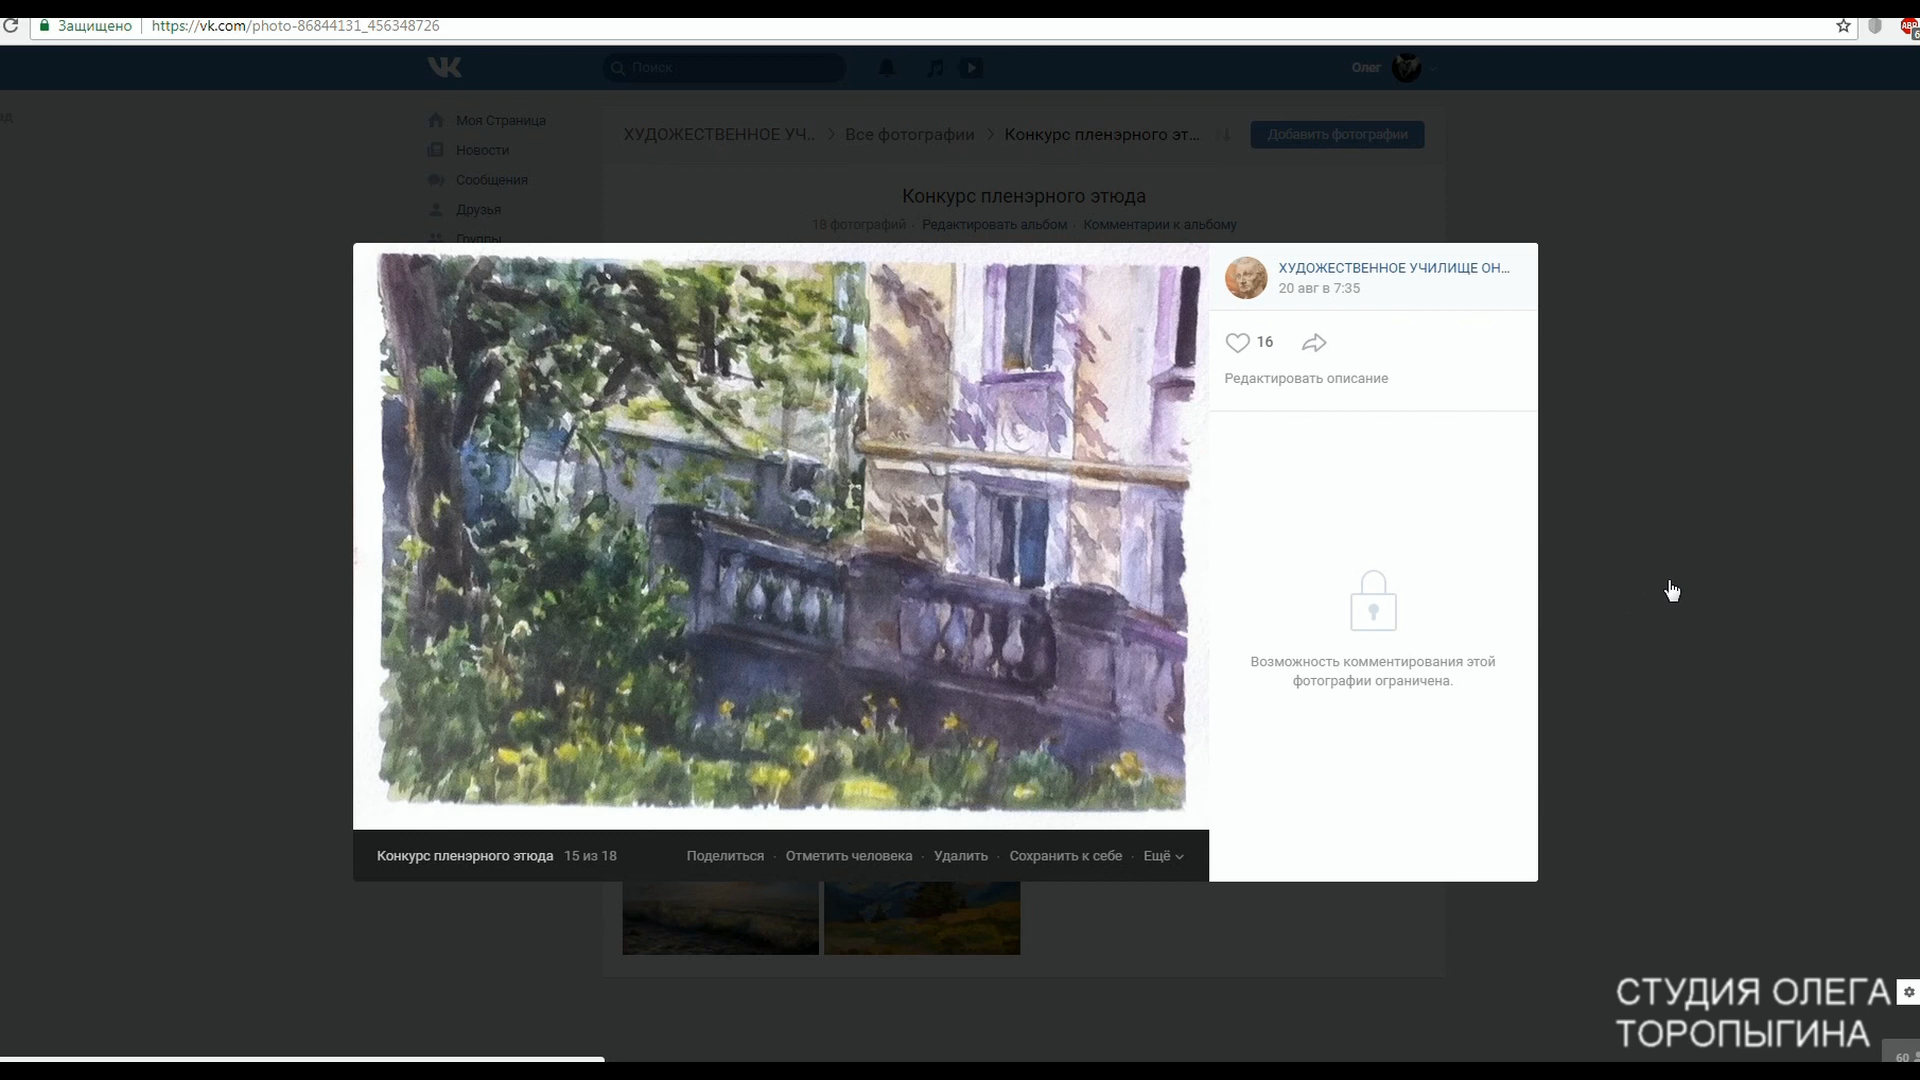 Защищено
https://vk.com/photo-86844131_456348726
ABP
Поиск
Олег
ад
Моя Страница
Новости
Сообщения
Друзья
Группы
ХУДОЖЕСТВЕННОЕ УЧ..
Все фотографии
Конкурс пленэрного эт...
Добавить фотографии
Конкурс пленэрного этюда
18 фотографий · Редактировать альбом · Комментарии к альбому
ХУДОЖЕСТВЕННОЕ УЧИЛИЩЕ ОН...
20 авг в 7:35
16
Редактировать описание
Возможность комментирования этой
фотографии ограничена.
Конкурс пленэрного этюда 15 из 18
Поделиться · Отметить человека · Удалить · Сохранить к себе · Ещё
СТУДИЯ ОЛЕГА
ТОРОПЫГИНА
60